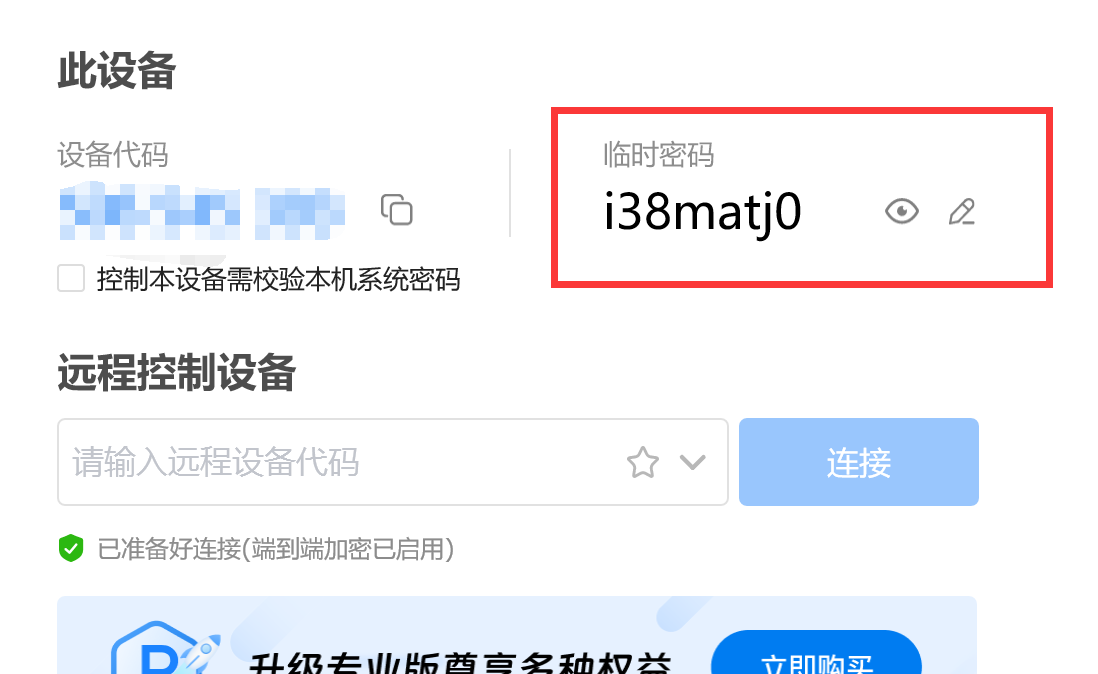 此设备
设备代码
临时密码
i38matj0
控制本设备需校验本机系统密码
远程控制设备
请输入远程设备代码
连接
已准备好连接(端到端加密已启用)
升级专业版尊享多种权益
立即购买